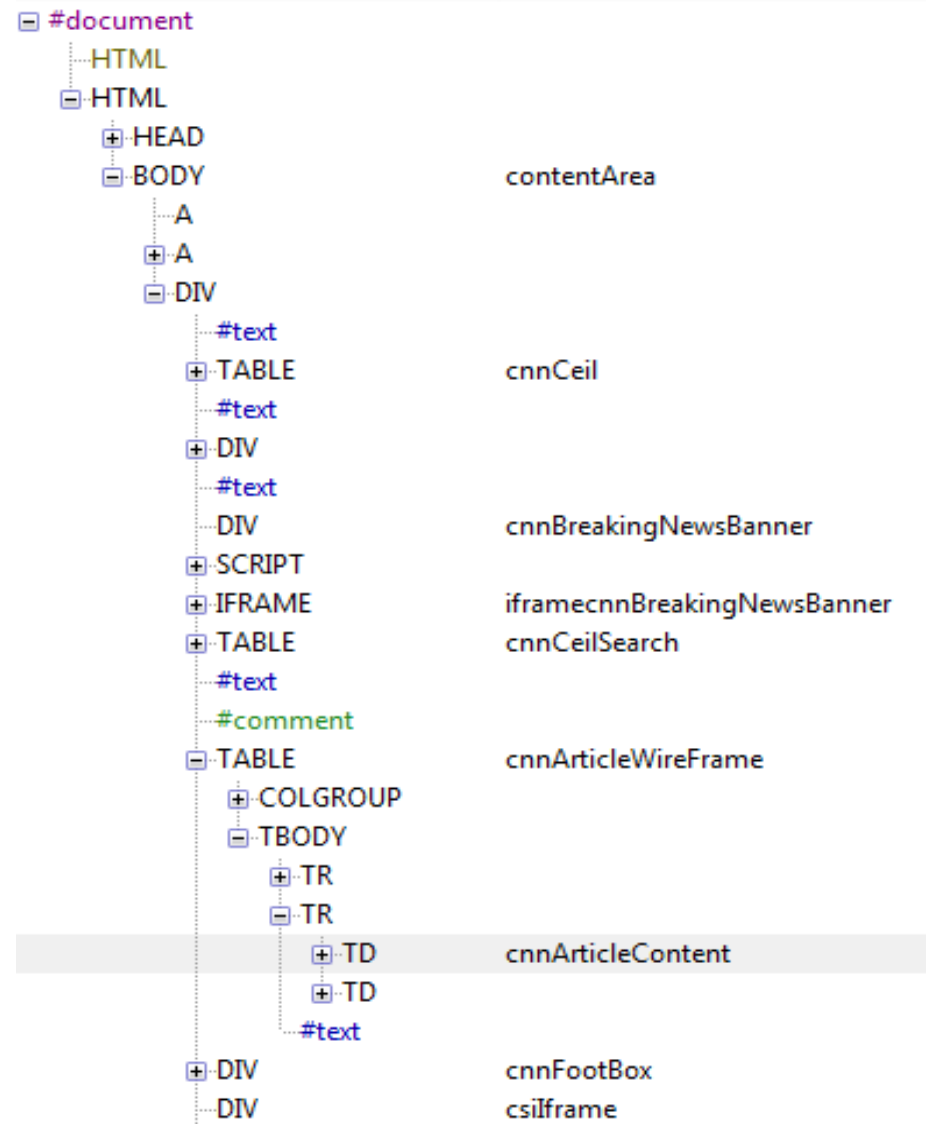 #document
HTML
HTML
HEAD
BODY contentArea
A
A
DIV
#text
TABLE cnnCeil
#text
DIV
#text
DIV cnnBreakingNewsBanner
SCRIPT
IFRAME iframecnnBreakingNewsBanner
TABLE cnnCeilSearch
#text
#comment
TABLE cnnArticleWireFrame
COLGROUP
TBODY
TR
TR
TD cnnArticleContent
TD
#text
DIV cnnFootBox
DIV csiIframe